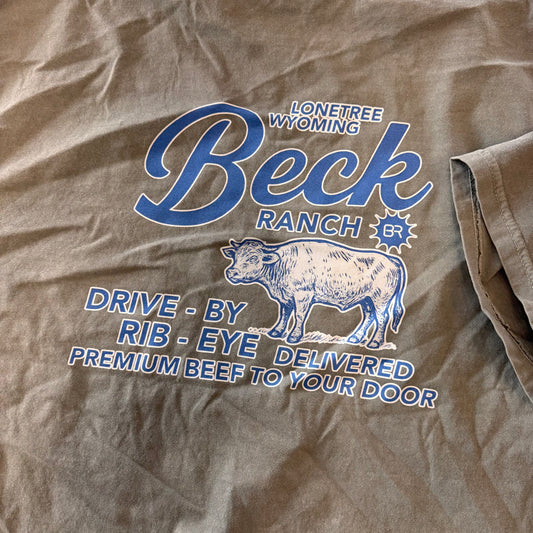 LONETREE
WYOMING
Beck
RANCH
BR
DRIVE - BY
RIB - EYE DELIVERED
PREMIUM BEEF TO YOUR DOOR